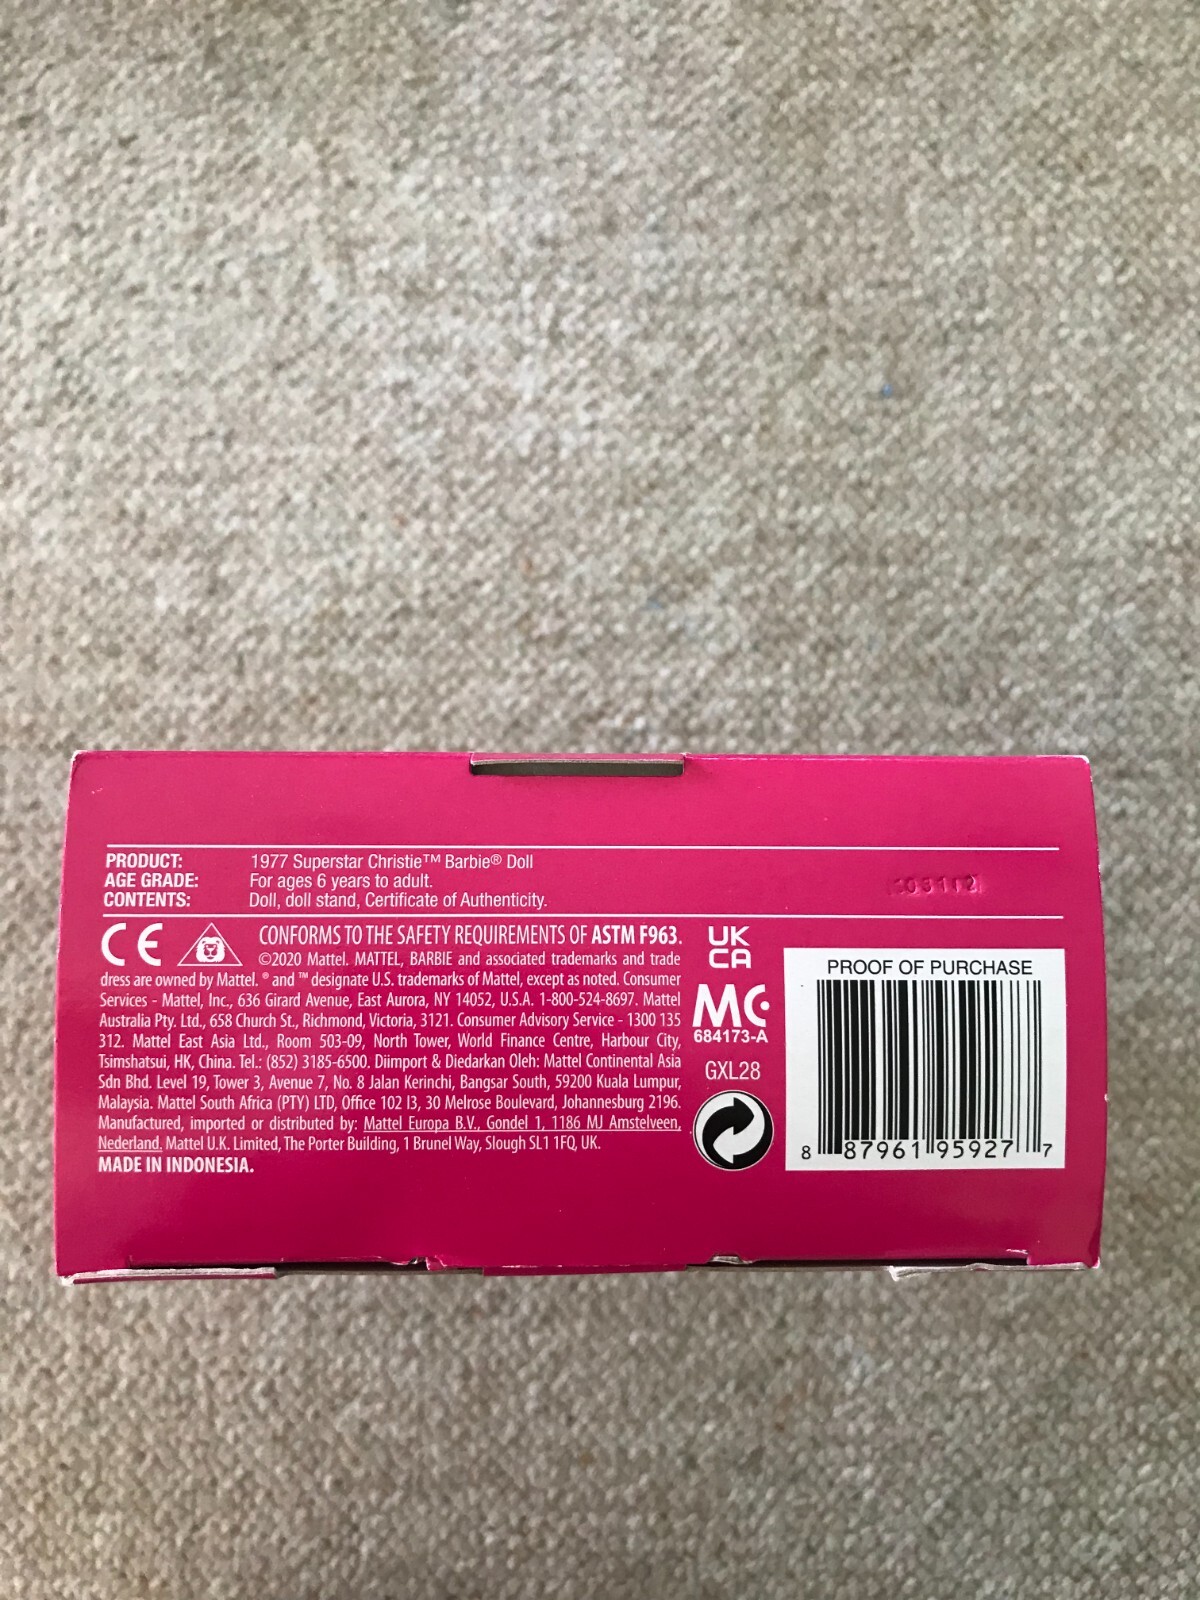 PRODUCT: 1977 Superstar Christie™ Barbie® Doll
AGE GRADE: For ages 6 years to adult.
CONTENTS: Doll, doll stand, Certificate of Authenticity.
CE
CONFORMS TO THE SAFETY REQUIREMENTS OF ASTM F963.
©2020 Mattel. MATTEL, BARBIE and associated trademarks and trade
dress are owned by Mattel. ® and ™ designate U.S. trademarks of Mattel, except as noted. Consumer
Services - Mattel, Inc., 636 Girard Avenue, East Aurora, NY 14052, U.S.A. 1-800-524-8697. Mattel
Australia Pty. Ltd., 658 Church St., Richmond, Victoria, 3121. Consumer Advisory Service - 1300 135
312. Mattel East Asia Ltd., Room 503-09, North Tower, World Finance Centre, Harbour City,
Tsimshatsui, HK, China. Tel.: (852) 3185-6500. Diimport & Diedarkan Oleh: Mattel Continental Asia
Sdn Bhd. Level 19, Tower 3, Avenue 7, No. 8 Jalan Kerinchi, Bangsar South, 59200 Kuala Lumpur,
Malaysia. Mattel South Africa (PTY) LTD, Office 102 I3, 30 Melrose Boulevard, Johannesburg 2196.
Manufactured, imported or distributed by: Mattel Europa B.V., Gondel 1, 1186 MJ Amstelveen,
Nederland. Mattel U.K. Limited, The Porter Building, 1 Brunel Way, Slough SL1 1FQ, UK.
MADE IN INDONESIA.
UK
CA
MC
684173-A
GXL28
PROOF OF PURCHASE
8 87961 95927 7